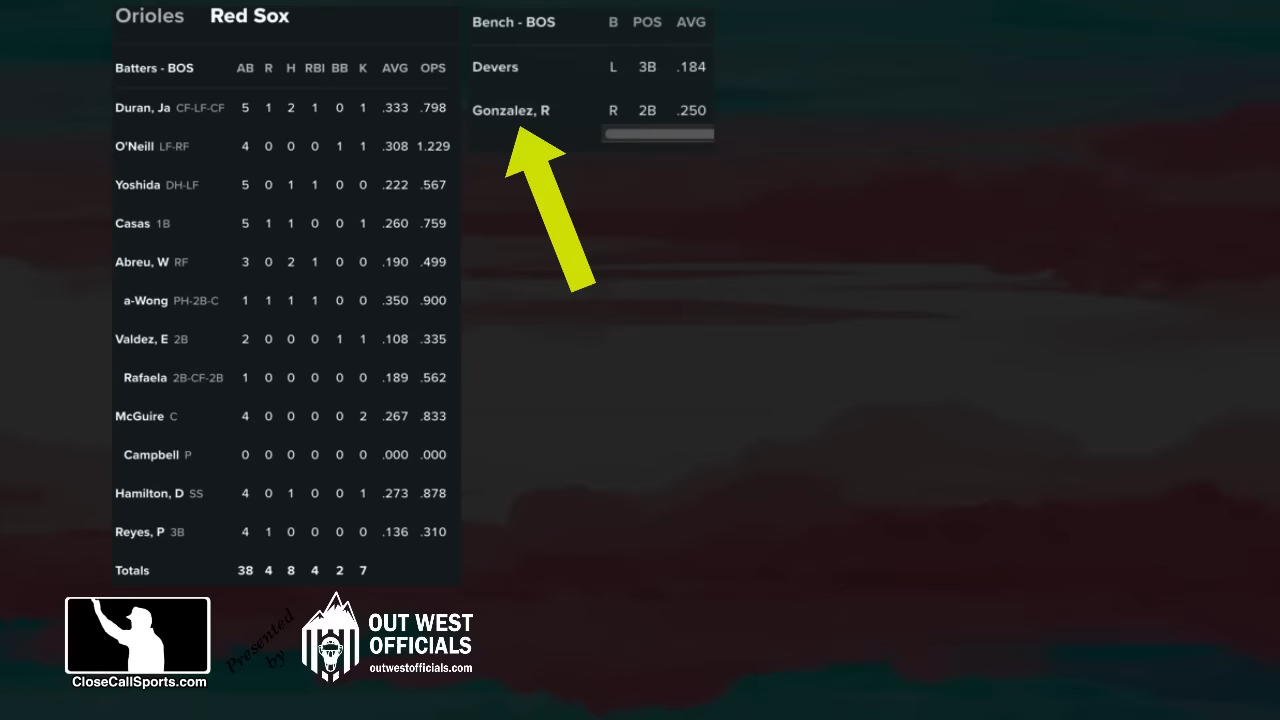 Orioles Red Sox
Batters - BOS AB R H RBI BB K AVG OPS
Duran, Ja CF-LF-CF 5 1 2 1 0 1 .333 .798
O'Neill LF-RF 4 0 0 0 1 1 .308 1.229
Yoshida DH-LF 5 0 1 1 0 0 .222 .567
Casas 1B 5 1 1 0 0 1 .260 .759
Abreu, W RF 3 0 2 1 0 0 .190 .499
a-Wong PH-2B-C 1 1 1 1 0 0 .350 .900
Valdez, E 2B 2 0 0 0 1 1 .108 .335
Rafaela 2B-CF-2B 1 0 0 0 0 0 .189 .562
McGuire C 4 0 0 0 0 2 .267 .833
Campbell P 0 0 0 0 0 0 .000 .000
Hamilton, D SS 4 0 1 0 0 1 .273 .878
Reyes, P 3B 4 1 0 0 0 0 .136 .310
Totals 38 4 8 4 2 7
Bench - BOS B POS AVG
Devers L 3B .184
Gonzalez, R R 2B .250
CloseCallSports.com
Presented
by
OUT WEST
OFFICIALS
outwestofficials.com